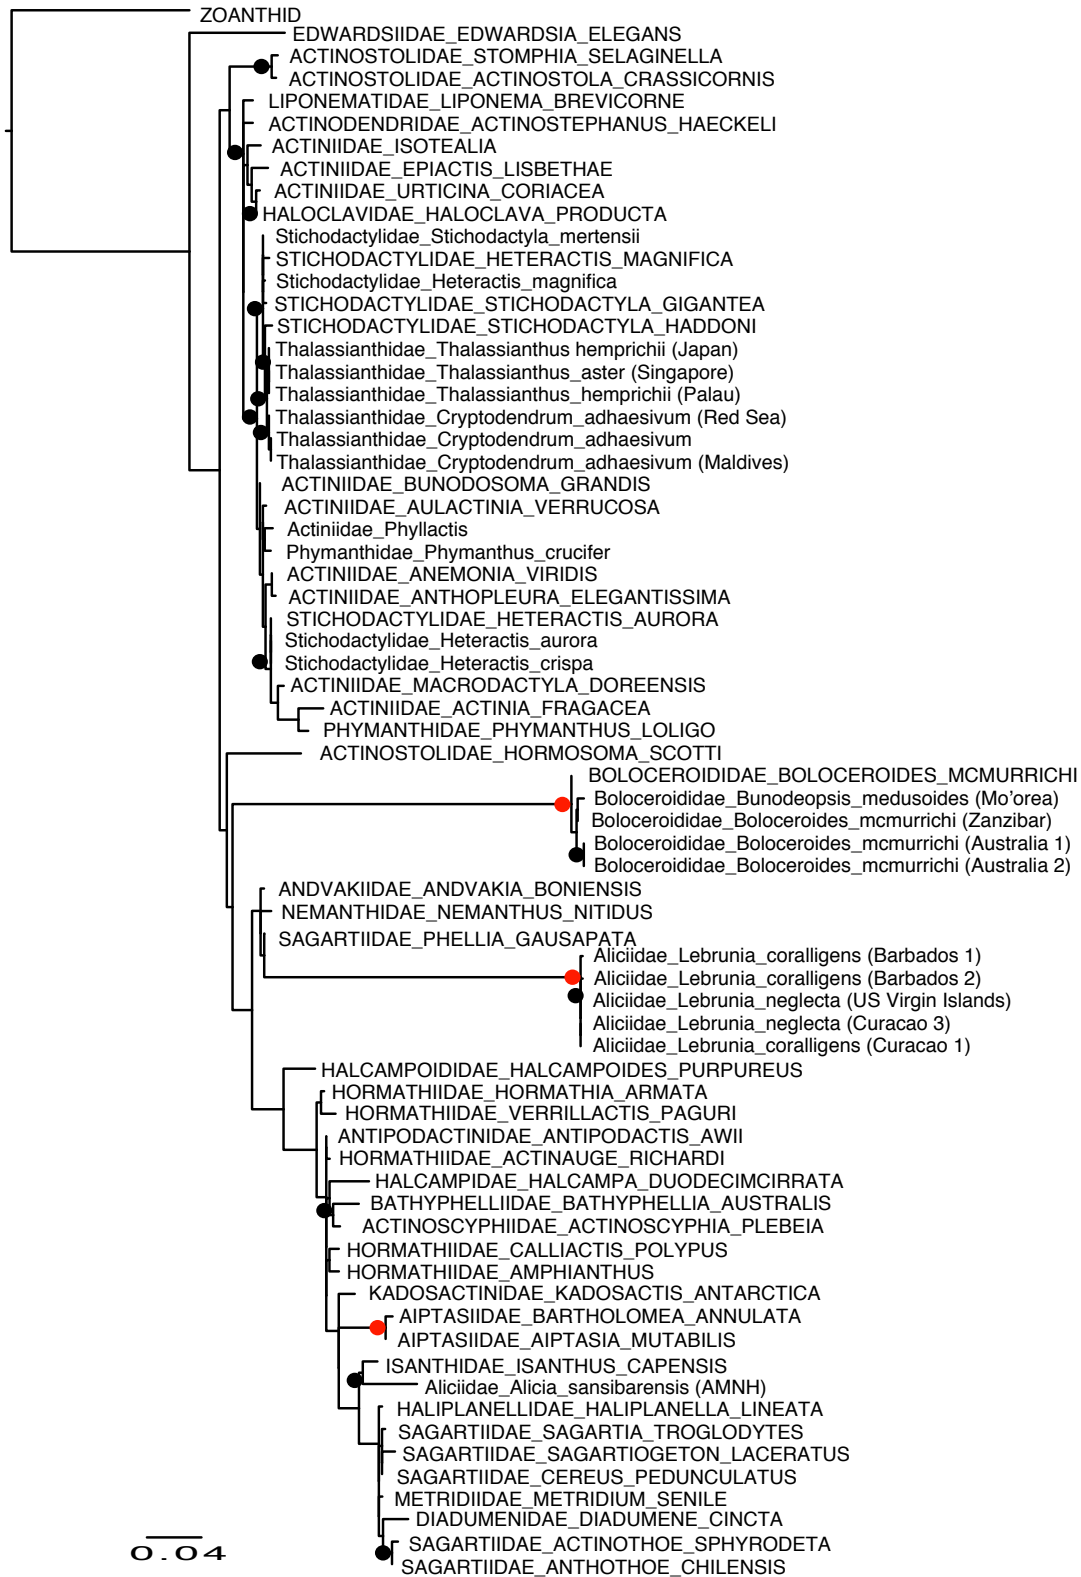 ZOANTHID
EDWARDSIIDAE_EDWARDSIA_ELEGANS
ACTINOSTOLIDAE_STOMPHIA_SELAGINELLA
ACTINOSTOLIDAE_ACTINOSTOLA_CRASSICORNIS
LIPONEMATIDAE_LIPONEMA_BREVICORNE
ACTINODENDRIDAE_ACTINOSTEPHANUS_HAECKELI
ACTINIIDAE_ISOTEALIA
ACTINIIDAE_EPIACTIS_LISBETHAE
ACTINIIDAE_URTICINA_CORIACEA
HALOCLAVIDAE_HALOCLAVA_PRODUCTA
Stichodactylidae_Stichodactyla_mertensii
STICHODACTYLIDAE_HETERACTIS_MAGNIFICA
Stichodactylidae_Heteractis_magnifica
STICHODACTYLIDAE_STICHODACTYLA_GIGANTEA
STICHODACTYLIDAE_STICHODACTYLA_HADDONI
Thalassianthidae_Thalassianthus hemprichii (Japan)
Thalassianthidae_Thalassianthus_aster (Singapore)
Thalassianthidae_Thalassianthus_hemprichii (Palau)
Thalassianthidae_Cryptodendrum_adhaesivum (Red Sea)
Thalassianthidae_Cryptodendrum_adhaesivum
Thalassianthidae_Cryptodendrum_adhaesivum (Maldives)
ACTINIIDAE_BUNODOSOMA_GRANDIS
ACTINIIDAE_AULACTINIA_VERRUCOSA
Actiniidae_Phyllactis
Phymanthidae_Phymanthus_crucifer
ACTINIIDAE_ANEMONIA_VIRIDIS
ACTINIIDAE_ANTHOPLEURA_ELEGANTISSIMA
STICHODACTYLIDAE_HETERACTIS_AURORA
Stichodactylidae_Heteractis_aurora
Stichodactylidae_Heteractis_crispa
ACTINIIDAE_MACRODACTYLA_DOREENSIS
ACTINIIDAE_ACTINIA_FRAGACEA
PHYMANTHIDAE_PHYMANTHUS_LOLIGO
ACTINOSTOLIDAE_HORMOSOMA_SCOTTI
BOLOCEROIDIDAE_BOLOCEROIDES_MCMURRICHI
Boloceroididae_Bunodeopsis_medusoides (Mo'orea)
Boloceroididae_Boloceroides_mcmurrichi (Zanzibar)
Boloceroididae_Boloceroides_mcmurrichi (Australia 1)
Boloceroididae_Boloceroides_mcmurrichi (Australia 2)
ANDVAKIIDAE_ANDVAKIA_BONIENSIS
NEMANTHIDAE_NEMANTHUS_NITIDUS
SAGARTIIDAE_PHELLIA_GAUSAPATA
Aliciidae_Lebrunia_coralligens (Barbados 1)
Aliciidae_Lebrunia_coralligens (Barbados 2)
Aliciidae_Lebrunia_neglecta (US Virgin Islands)
Aliciidae_Lebrunia_neglecta (Curacao 3)
Aliciidae_Lebrunia_coralligens (Curacao 1)
HALCAMPOIDIDAE_HALCAMPOIDES_PURPUREUS
HORMATHIIDAE_HORMATHIA_ARMATA
HORMATHIIDAE_VERRILLACTIS_PAGURI
ANTIPODACTINIDAE_ANTIPODACTIS_AWII
HORMATHIIDAE_ACTINAUGE_RICHARDI
HALCAMPIDAE_HALCAMPA_DUODECIMCIRRATA
BATHYPHELLIIDAE_BATHYPHELLIA_AUSTRALIS
ACTINOSCYPHIIDAE_ACTINOSCYPHIA_PLEBEIA
HORMATHIIDAE_CALLIACTIS_POLYPUS
HORMATHIIDAE_AMPHIANTHUS
KADOSACTINIDAE_KADOSACTIS_ANTARCTICA
AIPTASIIDAE_BARTHOLOMEA_ANNULATA
AIPTASIIDAE_AIPTASIA_MUTABILIS
ISANTHIDAE_ISANTHUS_CAPENSIS
Aliciidae_Alicia_sansibarensis (AMNH)
HALIPLANELLIDAE_HALIPLANELLA_LINEATA
SAGARTIIDAE_SAGARTIA_TROGLODYTES
SAGARTIIDAE_SAGARTIOGETON_LACERATUS
SAGARTIIDAE_CEREUS_PEDUNCULATUS
METRIDIIDAE_METRIDIUM_SENILE
DIADUMENIDAE_DIADUMENE_CINCTA
SAGARTIIDAE_ACTINOTHOE_SPHYRODETA
SAGARTIIDAE_ANTHOTHOE_CHILENSIS
0.04